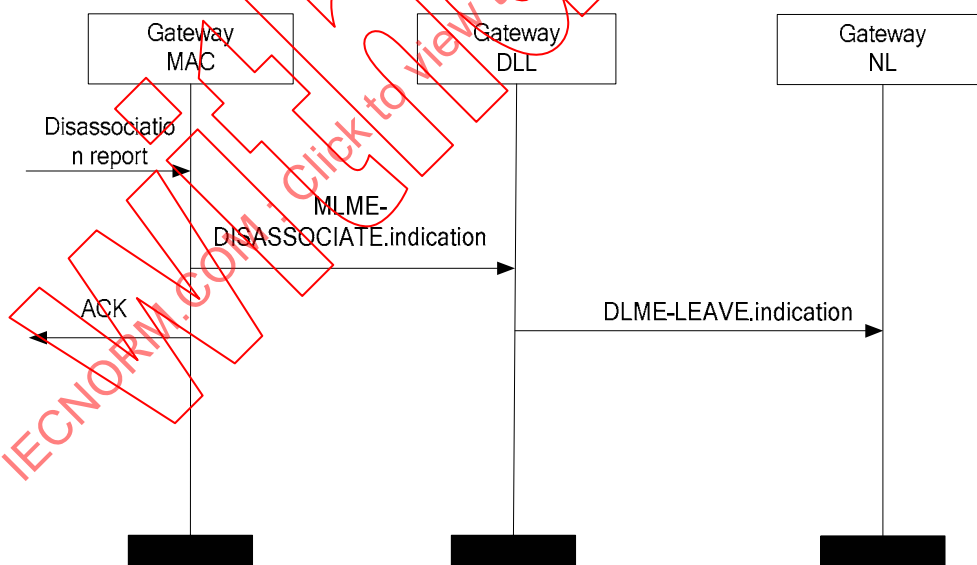 Gateway
MAC
Gateway
DLL
Gateway
NL
Disassociatio
n report
MLME-
DISASSOCIATE.indication
ACK
DLME-LEAVE.indication
IECNORM.COM : Click to view t